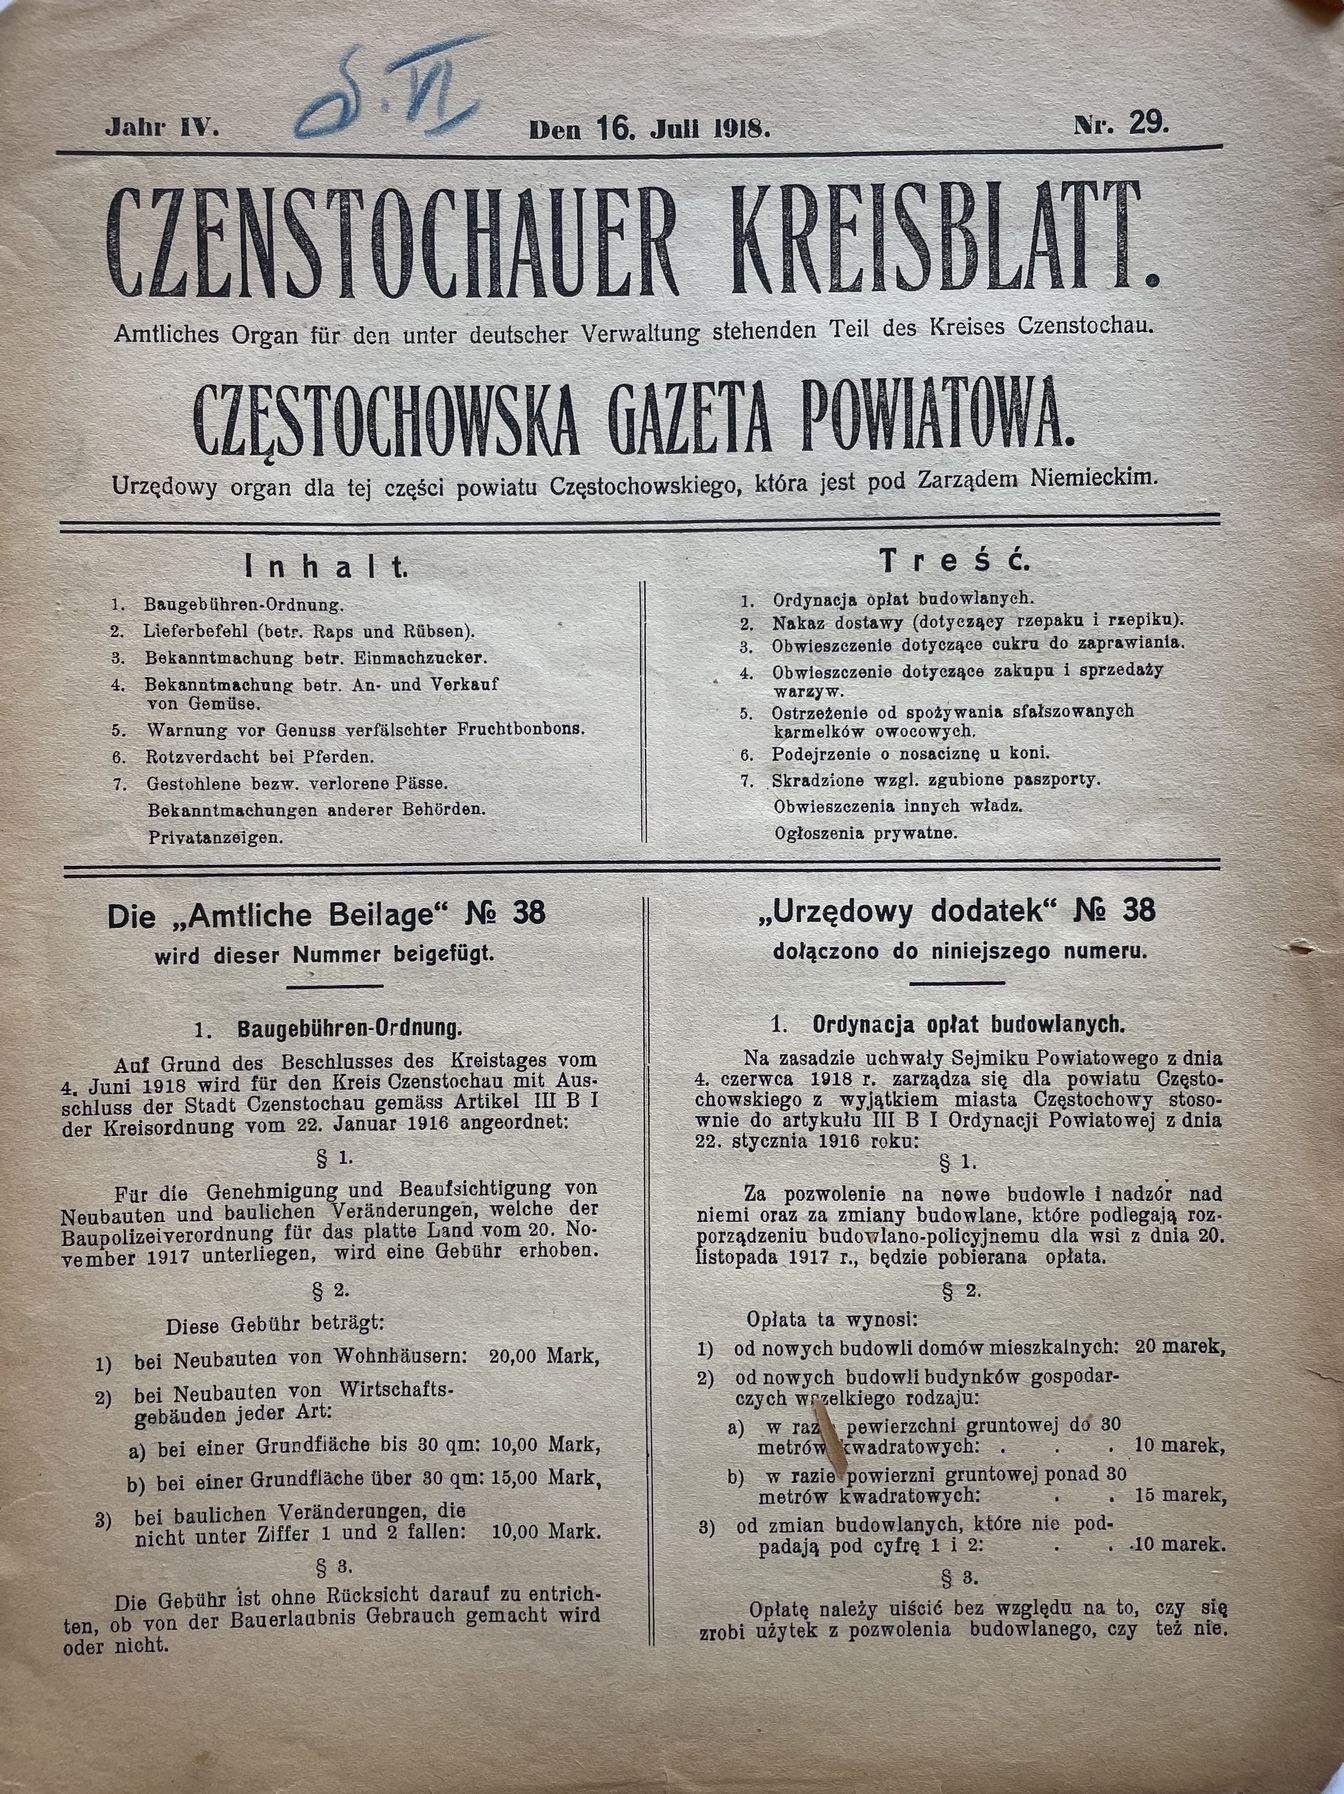 S. VI
Jahr IV.
Den 16. Juli 1918.
Nr. 29.
CZENSTOCHAUER KREISBLATT.
Amtliches Organ für den unter deutscher Verwaltung stehenden Teil des Kreises Czenstochau.
CZĘSTOCHOWSKA GAZETA POWIATOWA.
Urzędowy organ dla tej części powiatu Częstochowskiego, która jest pod Zarządem Niemieckim.
Inhalt.
1. Baugebühren-Ordnung.
2. Lieferbefehl (betr. Raps und Rübsen).
3. Bekanntmachung betr. Einmachzucker.
4. Bekanntmachung betr. An- und Verkauf
von Gemüse.
5. Warnung vor Genuss verfälschter Fruchtbonbons.
6. Rotzverdacht bei Pferden.
7. Gestohlene bezw. verlorene Pässe.
Bekanntmachungen anderer Behörden.
Privatanzeigen.
Treść.
1. Ordynacja opłat budowlanych.
2. Nakaz dostawy (dotyczący rzepaku i rzepiku).
3. Obwieszczenie dotyczące cukru do zaprawiania.
4. Obwieszczenie dotyczące zakupu i sprzedaży
warzyw.
5. Ostrzeżenie od spożywania sfałszowanych
karmelków owocowych.
6. Podejrzenie o nosaciznę u koni.
7. Skradzione wzgl. zgubione paszporty.
Obwieszczenia innych władz.
Ogłoszenia prywatne.
Die „Amtliche Beilage“ № 38
wird dieser Nummer beigefügt.
1. Baugebühren-Ordnung.
Auf Grund des Beschlusses des Kreistages vom
4. Juni 1918 wird für den Kreis Czenstochau mit Aus-
schluss der Stadt Czenstochau gemäss Artikel III B I
der Kreisordnung vom 22. Januar 1916 angeordnet:
§ 1.
Für die Genehmigung und Beaufsichtigung von
Neubauten und baulichen Veränderungen, welche der
Baupolizeiverordnung für das platte Land vom 20. No-
vember 1917 unterliegen, wird eine Gebühr erhoben.
§ 2.
Diese Gebühr beträgt:
1) bei Neubauten von Wohnhäusern: 20,00 Mark,
2) bei Neubauten von Wirtschafts-
gebäuden jeder Art:
a) bei einer Grundfläche bis 30 qm: 10,00 Mark,
b) bei einer Grundfläche über 30 qm: 15,00 Mark,
3) bei baulichen Veränderungen, die
nicht unter Ziffer 1 und 2 fallen: 10,00 Mark.
§ 3.
Die Gebühr ist ohne Rücksicht darauf zu entrich-
ten, ob von der Bauerlaubnis Gebrauch gemacht wird
oder nicht.
„Urzędowy dodatek“ № 38
dołączono do niniejszego numeru.
1. Ordynacja opłat budowlanych.
Na zasadzie uchwały Sejmiku Powiatowego z dnia
4. czerwca 1918 r. zarządza się dla powiatu Często-
chowskiego z wyjątkiem miasta Częstochowy stoso-
wnie do artykułu III B I Ordynacji Powiatowej z dnia
22. stycznia 1916 roku:
§ 1.
Za pozwolenie na nowe budowle i nadzór nad
niemi oraz za zmiany budowlane, które podlegają roz-
porządzeniu budowlano-policyjnemu dla wsi z dnia 20.
listopada 1917 r., będzie pobierana opłata.
§ 2.
Opłata ta wynosi:
1) od nowych budowli domów mieszkalnych: 20 marek,
2) od nowych budowli budynków gospodar-
czych wszelkiego rodzaju:
a) w razie pewierzchni gruntowej do 30
metrów kwadratowych: . . . 10 marek,
b) w razie powierzni gruntowej ponad 30
metrów kwadratowych: . . 15 marek,
3) od zmian budowlanych, które nie pod-
padają pod cyfrę 1 i 2: . . .10 marek.
§ 3.
Opłatę należy uiścić bez względu na to, czy się
zrobi użytek z pozwolenia budowlanego, czy też nie.